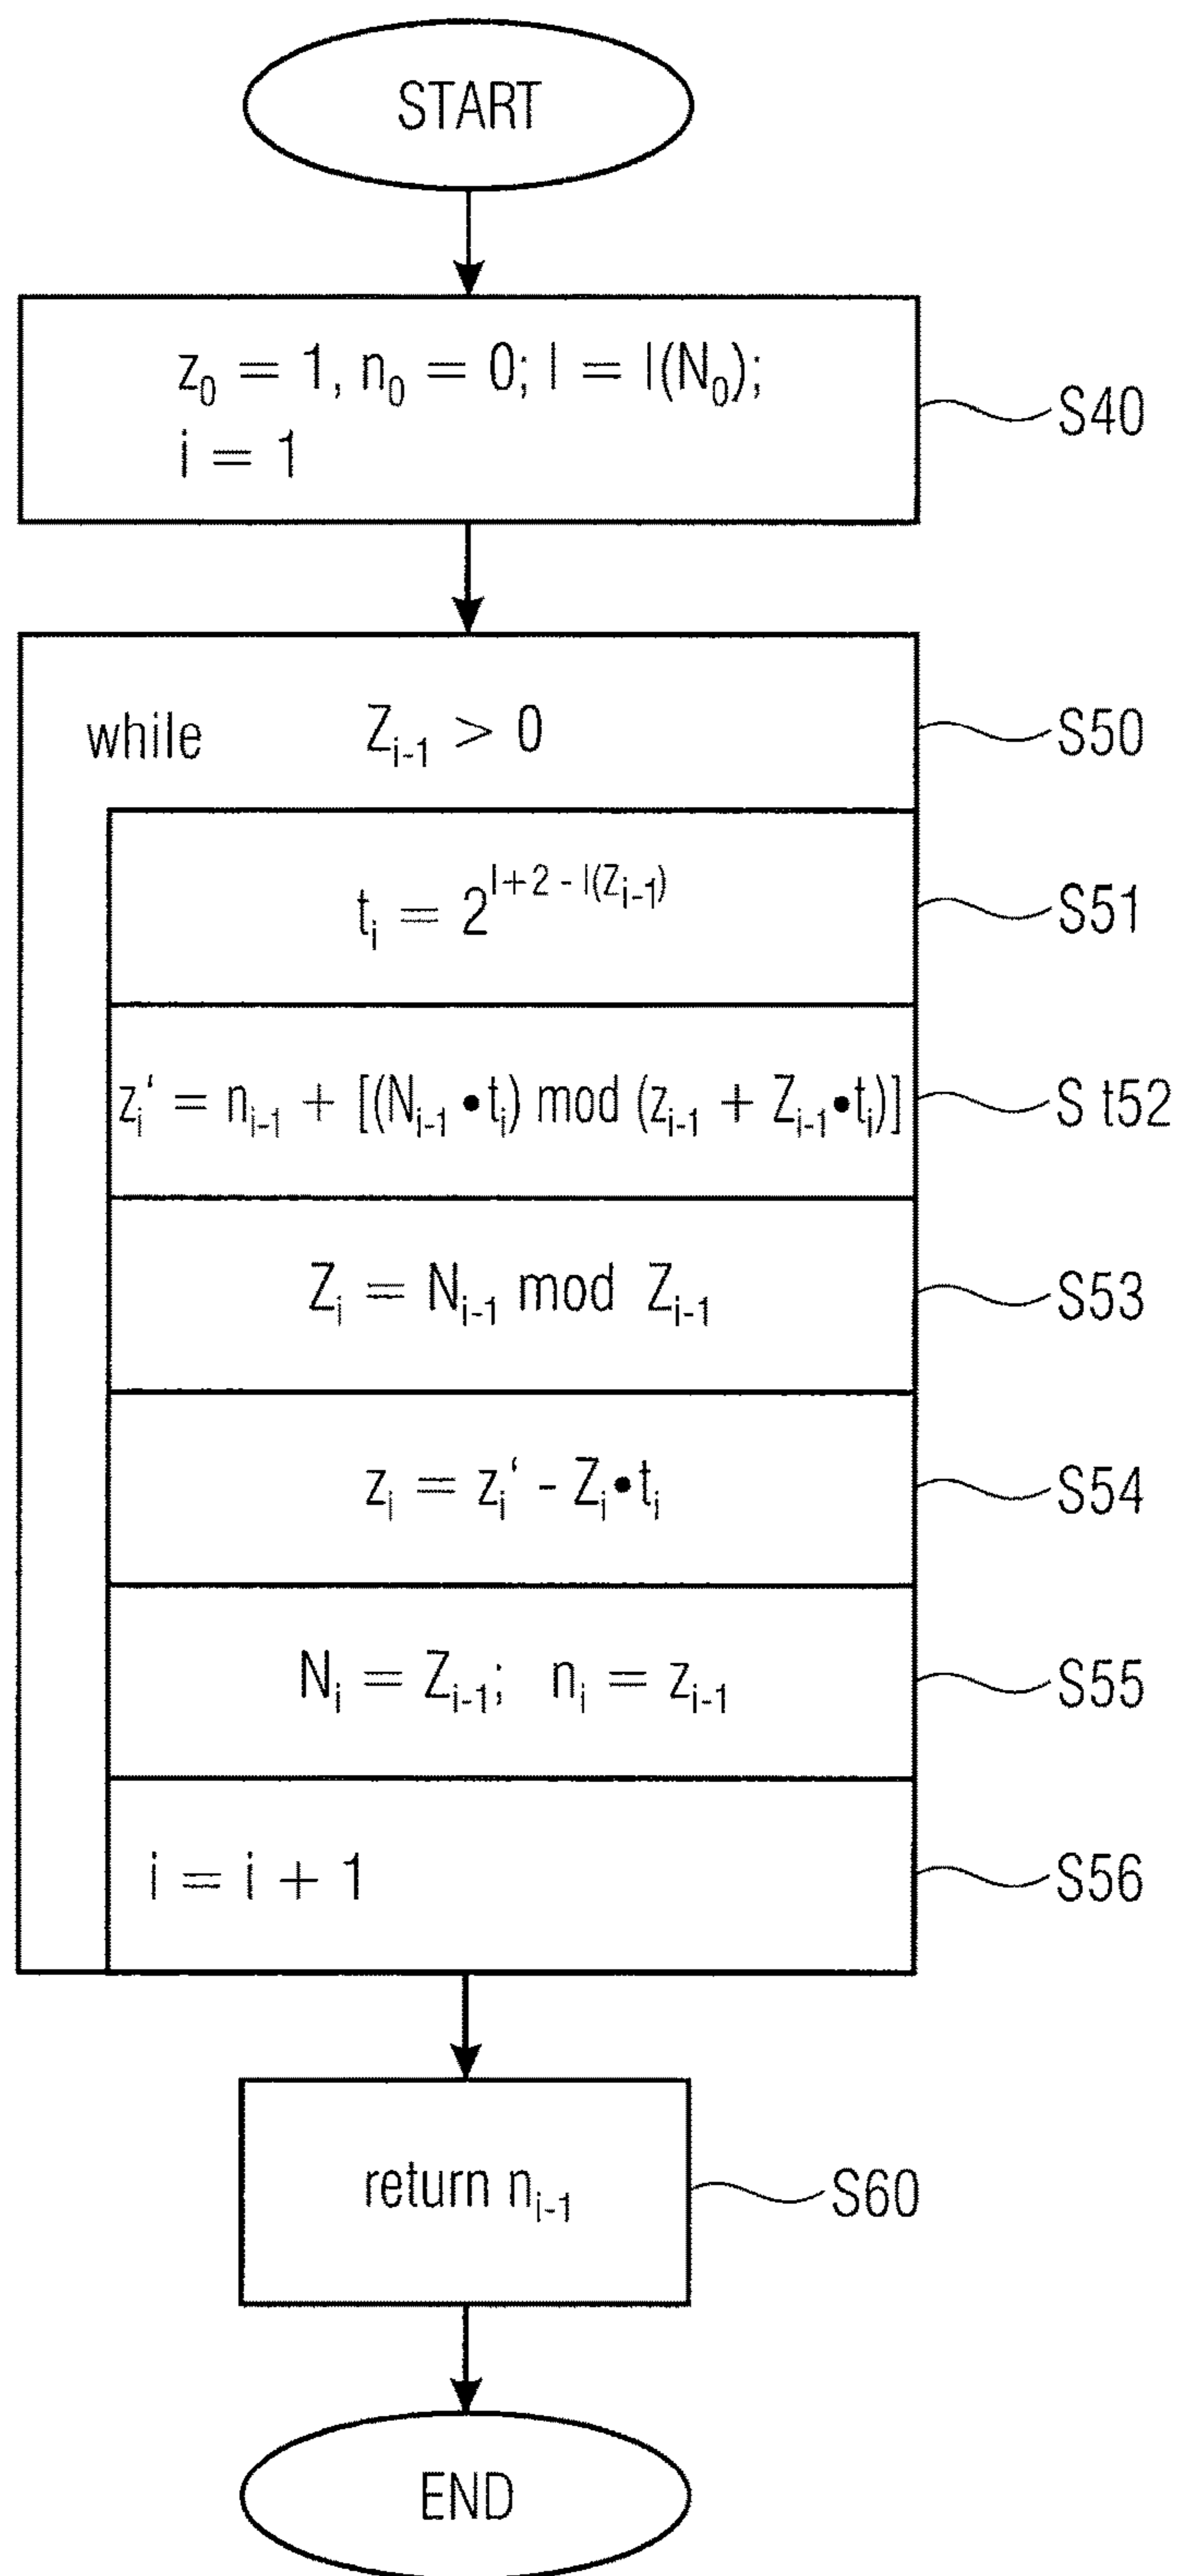 START
z₀ = 1, n₀ = 0; l = l(N₀);
i = 1
S40
while Zᵢ₋₁ > 0
S50
tᵢ = 2^(l+2 - l(Zᵢ₋₁))
S51
zᵢ‘ = nᵢ₋₁ + [(Nᵢ₋₁ • tᵢ) mod (zᵢ₋₁ + Zᵢ₋₁•tᵢ)]
S t52
Zᵢ = Nᵢ₋₁ mod Zᵢ₋₁
S53
zᵢ = zᵢ‘ - Zᵢ•tᵢ
S54
Nᵢ = Zᵢ₋₁; nᵢ = zᵢ₋₁
S55
i = i + 1
S56
return nᵢ₋₁
S60
END